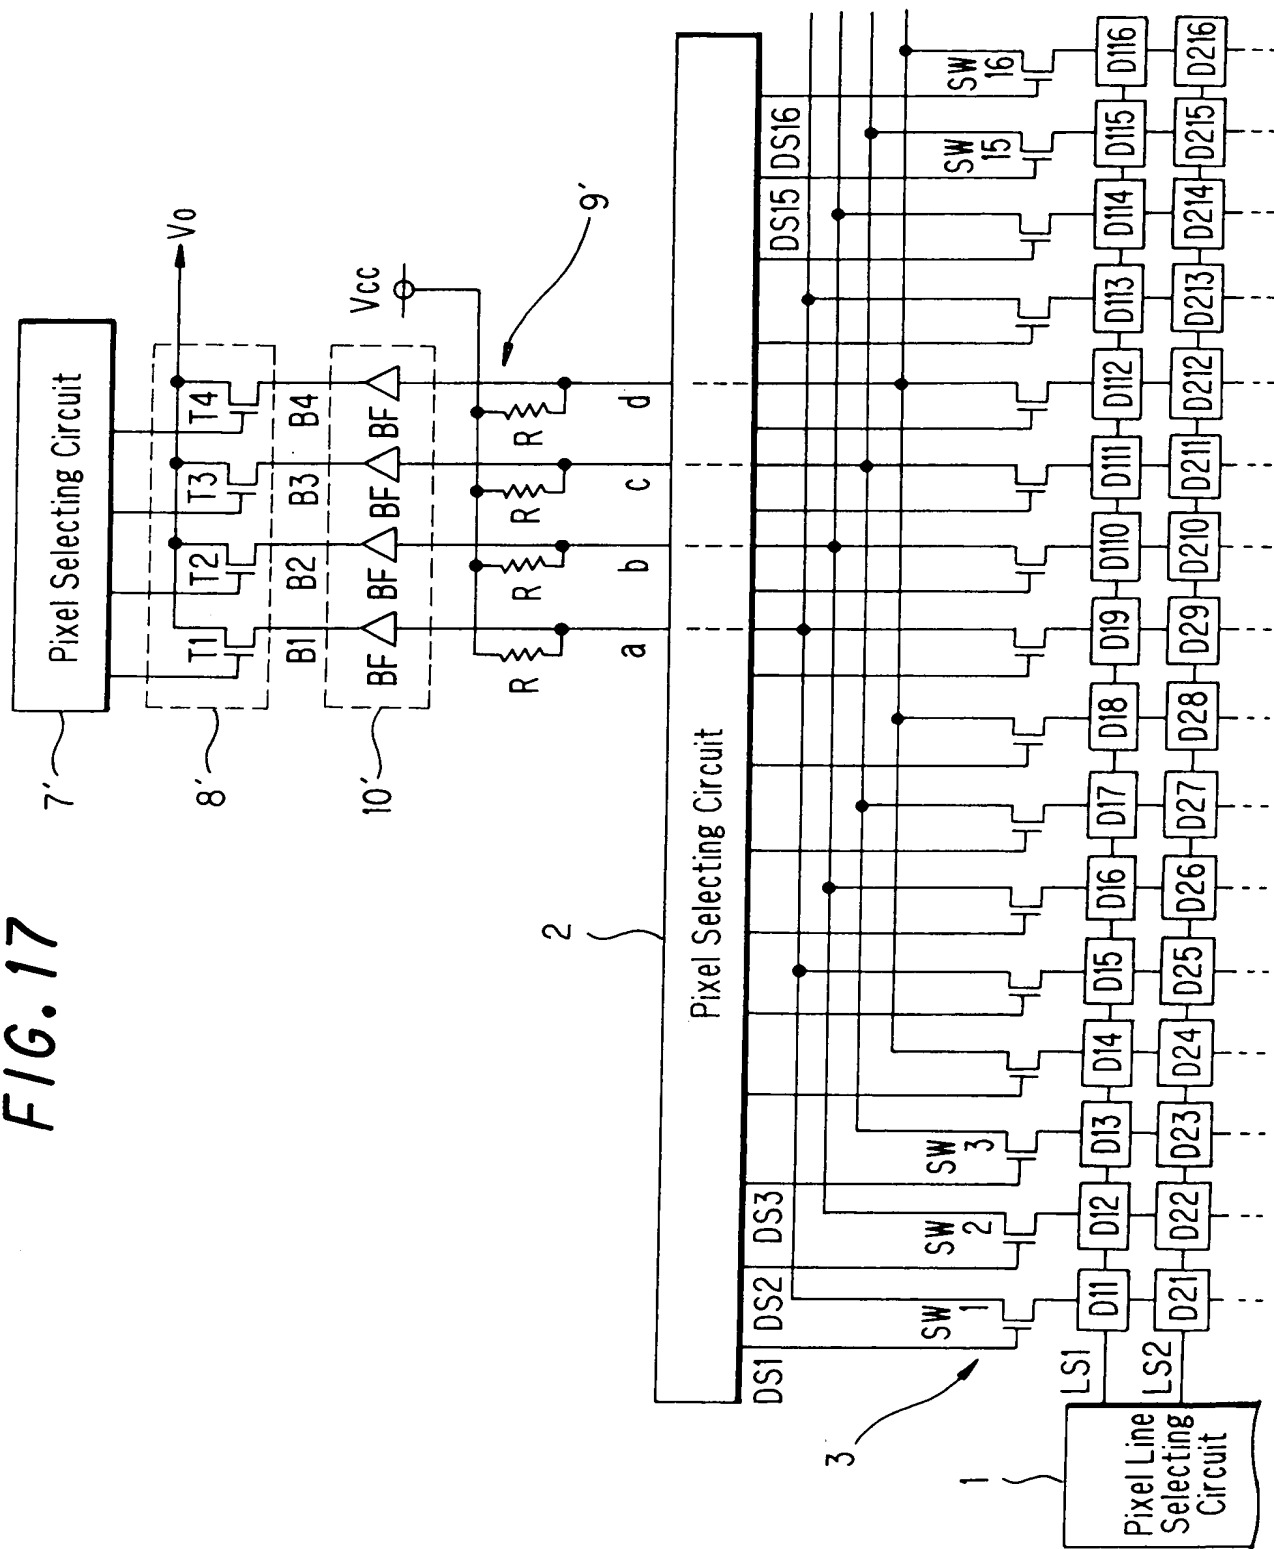 FIG.17
7'
Pixel Selecting Circuit
8'
T1 T2 T3 T4
Vo
B1 B2 B3 B4
10'
BF BF BF BF
Vcc
9'
R R R R
a b c d
2
Pixel Selecting Circuit
DS1 DS2 DS3 DS15 DS16
3
SW
1
SW
2
SW
3
SW
15
SW
16
1
Pixel Line
Selecting
Circuit
LS1
D11 D12 D13 D14 D15 D16 D17 D18 D19 D110 D111 D112 D113 D114 D115 D116
LS2
D21 D22 D23 D24 D25 D26 D27 D28 D29 D210 D211 D212 D213 D214 D215 D216